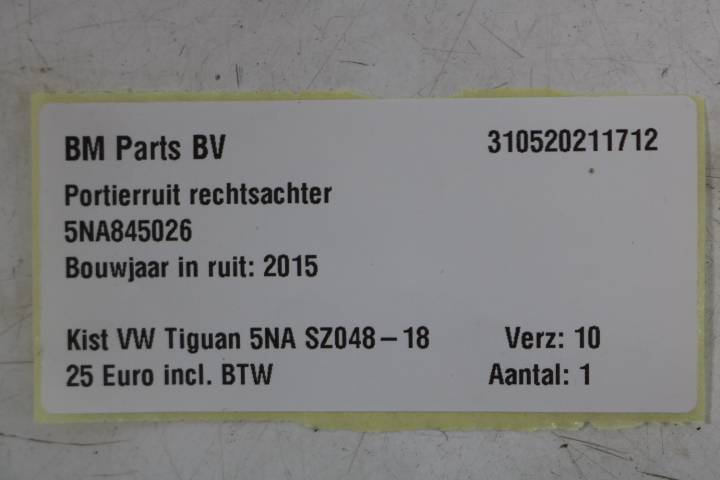 BM Parts BV 310520211712
Portierruit rechtsachter
5NA845026
Bouwjaar in ruit: 2015
Kist VW Tiguan 5NA SZ048-18 Verz: 10
25 Euro incl. BTW Aantal: 1